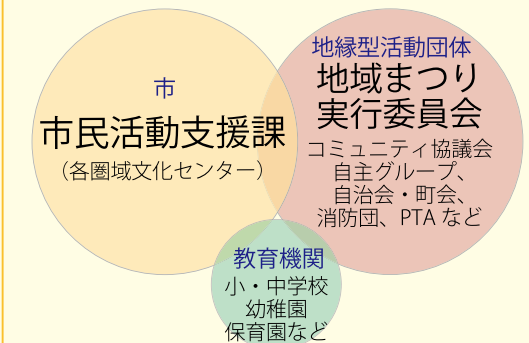 市
市民活動支援課
（各圏域文化センター）
地縁型活動団体
地域まつり
実行委員会
コミュニティ協議会
自主グループ、
自治会・町会、
消防団、PTA など
教育機関
小・中学校
幼稚園
保育園など